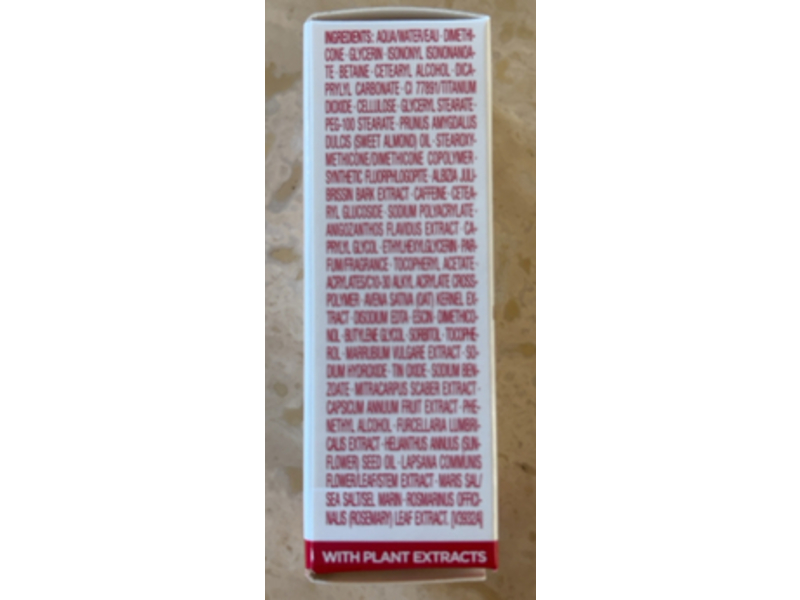 INGREDIENTS: AQUA/WATER/EAU · DIMETHI-
CONE · GLYCERIN · ISONONYL ISONONANOA-
TE · BETAINE · CETEARYL ALCOHOL · DICA-
PRYLYL CARBONATE · CI 77891/TITANIUM
DIOXIDE · CELLULOSE · GLYCERYL STEARATE ·
PEG-100 STEARATE · PRUNUS AMYGDALUS
DULCIS (SWEET ALMOND) OIL · STEAROXY-
METHICONE/DIMETHICONE COPOLYMER ·
SYNTHETIC FLUORPHLOGOPITE · ALBIZIA JULI-
BRISSIN BARK EXTRACT · CAFFEINE · CETEA-
RYL GLUCOSIDE · SODIUM POLYACRYLATE ·
ANIGOZANTHOS FLAVIDUS EXTRACT · CA-
PRYLYL GLYCOL · ETHYLHEXYLGLYCERIN · PAR-
FUM/FRAGRANCE · TOCOPHERYL ACETATE ·
ACRYLATES/C10-30 ALKYL ACRYLATE CROSS-
POLYMER · AVENA SATIVA (OAT) KERNEL EX-
TRACT · DISODIUM EDTA · ESCIN · DIMETHICO-
NOL · BUTYLENE GLYCOL · SORBITOL · TOCOPHE-
ROL · MARRUBIUM VULGARE EXTRACT · SO-
DIUM HYDROXIDE · TIN OXIDE · SODIUM BEN-
ZOATE · MITRACARPUS SCABER EXTRACT ·
CAPSICUM ANNUUM FRUIT EXTRACT · PHE-
NETHYL ALCOHOL · FURCELLARIA LUMBRI-
CALIS EXTRACT · HELIANTHUS ANNUUS (SUN-
FLOWER) SEED OIL · LAPSANA COMMUNIS
FLOWER/LEAF/STEM EXTRACT · MARIS SAL/
SEA SALT/SEL MARIN · ROSMARINUS OFFICI-
NALIS (ROSEMARY) LEAF EXTRACT. [V3932A]
WITH PLANT EXTRACTS